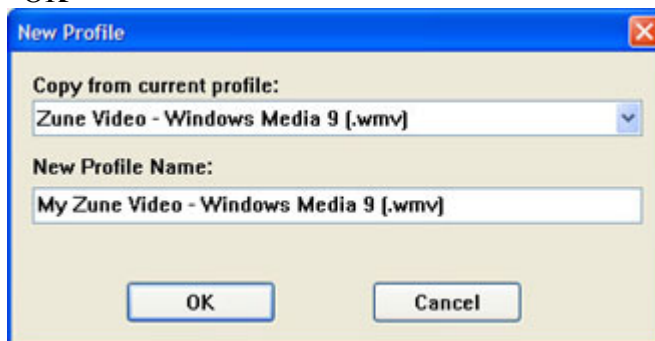 OK
New Profile
Copy from current profile:
Zune Video - Windows Media 9 (.wmv)
New Profile Name:
My Zune Video - Windows Media 9 (.wmv)
OK Cancel